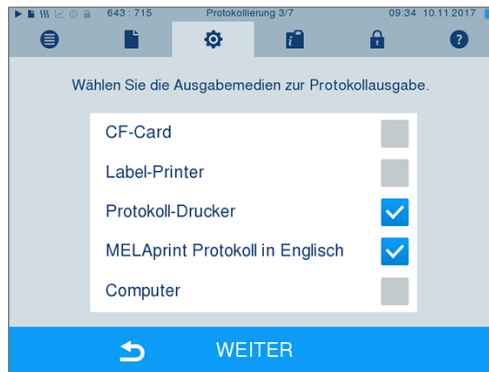 643 : 715 Protokollierung 3/7 09:34 10.11.2017
Wählen Sie die Ausgabemedien zur Protokollausgabe.
CF-Card
Label-Printer
Protokoll-Drucker
MELAprint Protokoll in Englisch
Computer
WEITER